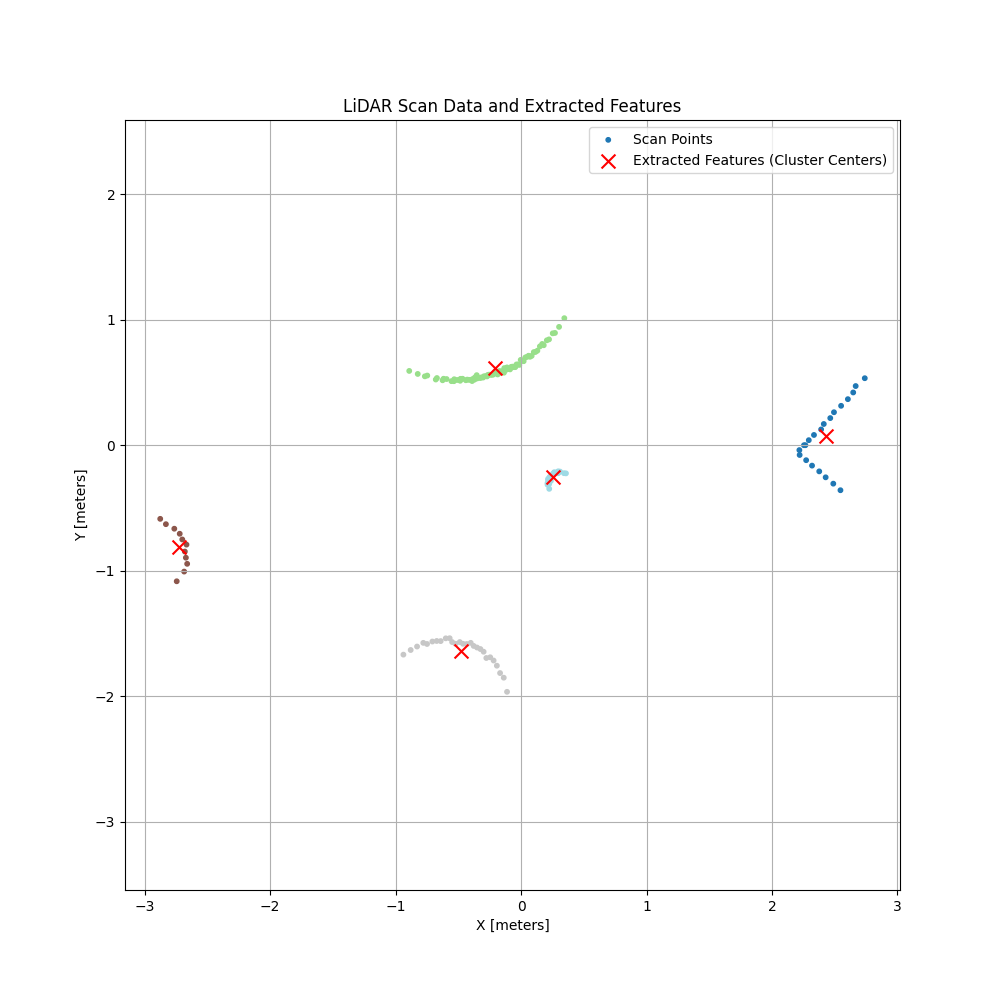 LiDAR Scan Data and Extracted Features
Scan Points
Extracted Features (Cluster Centers)
2
1
0
−1
−2
−3
Y [meters]
−3 −2 −1 0 1 2 3
X [meters]